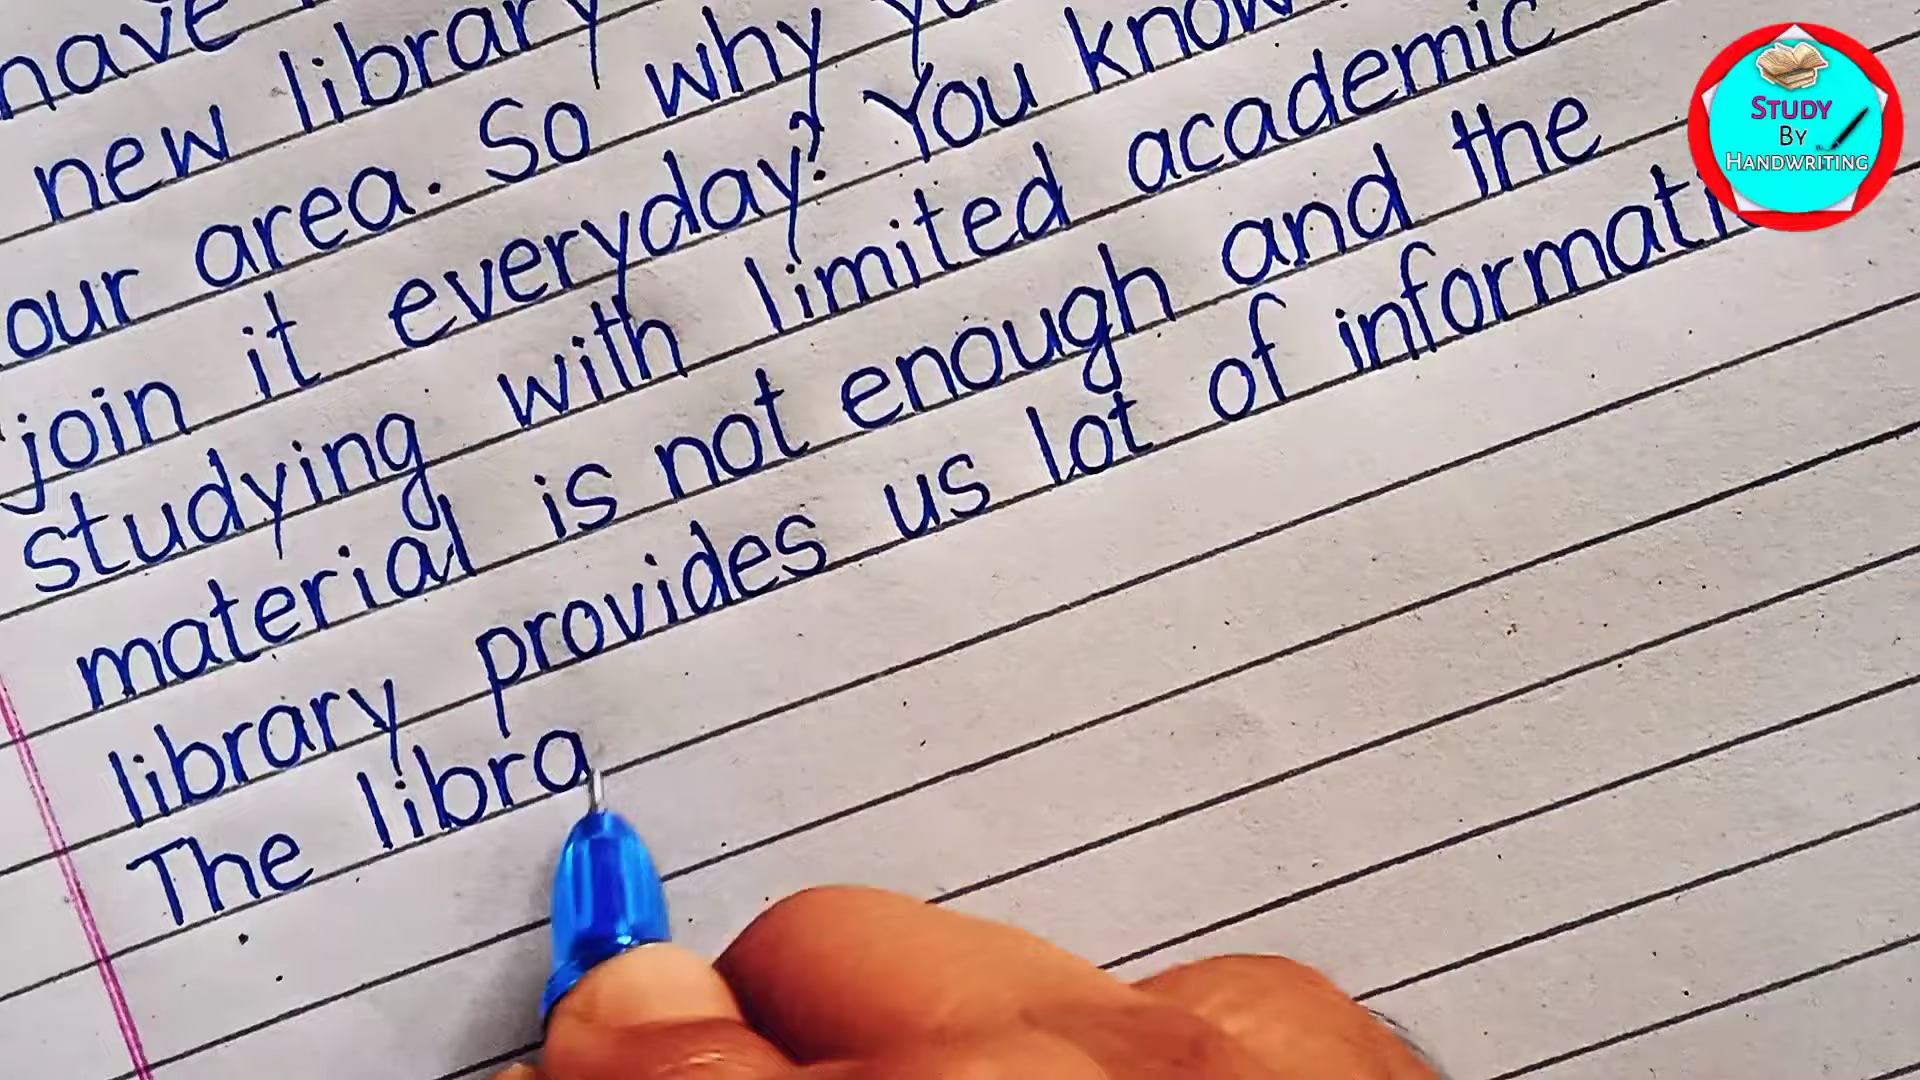 have
new library
our area. So why
join it everyday? You know
studying with limited academic
material is not enough and the
library provides us lot of informati
The libra
STUDY
BY
HANDWRITING